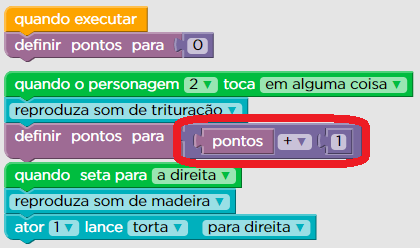 quando executar
definir pontos para 0
quando o personagem 2 toca em alguma coisa
reproduza som de trituração
definir pontos para pontos + 1
quando seta para a direita
reproduza som de madeira
ator 1 lance torta para direita